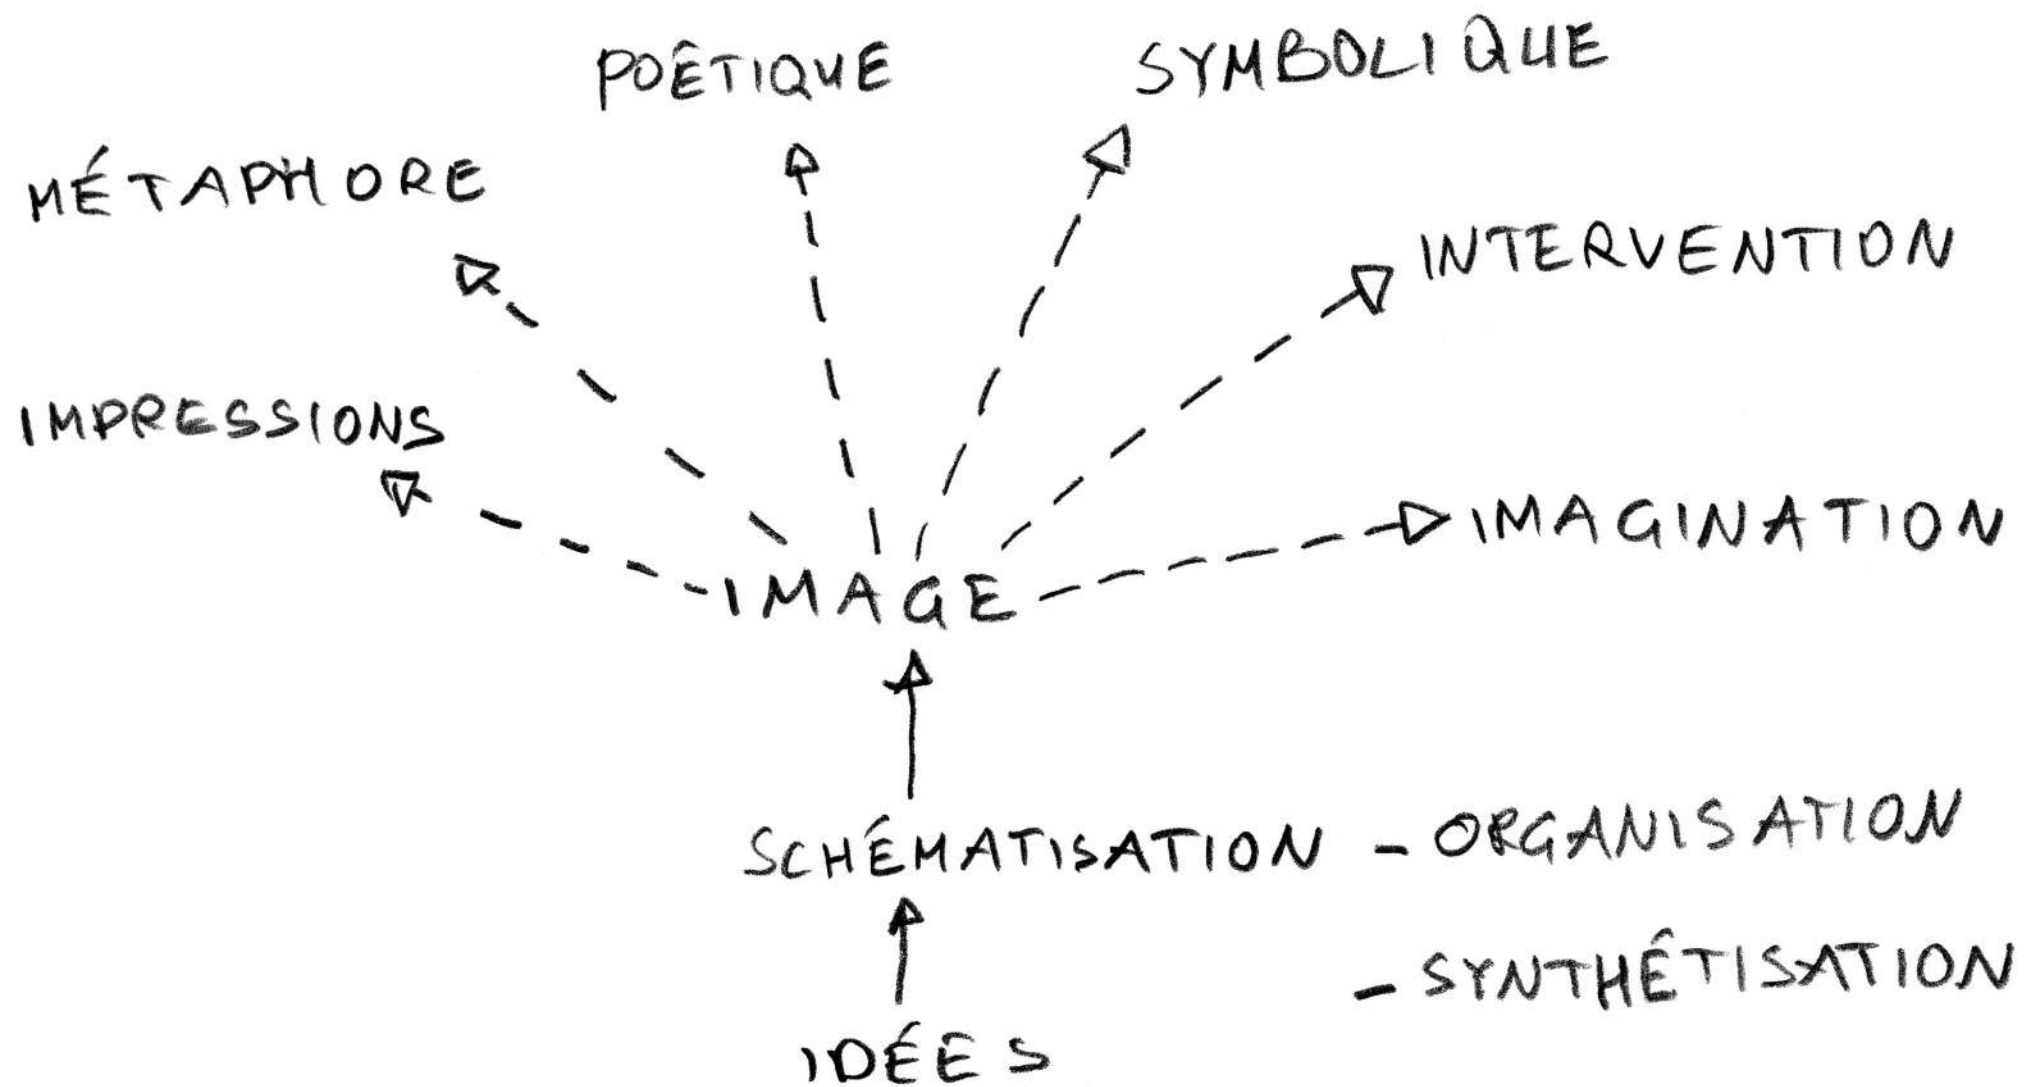 POÉTIQUE
SYMBOLIQUE
MÉTAPHORE
INTERVENTION
IMPRESSIONS
IMAGINATION
IMAGE
SCHÉMATISATION - ORGANISATION
- SYNTHÉTISATION
IDÉES